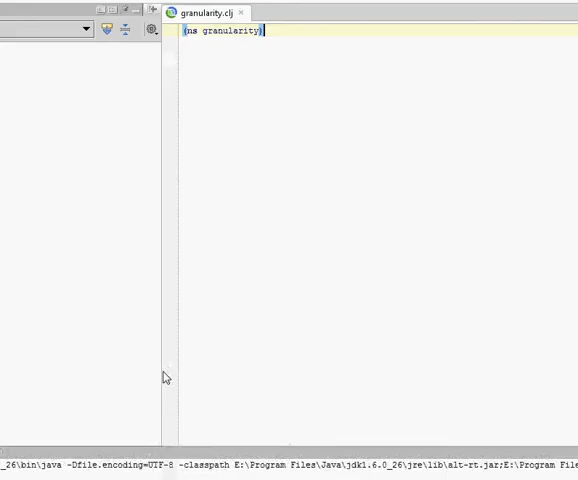 granularity.clj
(ns granularity)
_26\bin\java -Dfile.encoding=UTF-8 -classpath E:\Program Files\Java\jdk1.6.0_26\jre\lib\alt-rt.jar;E:\Program File